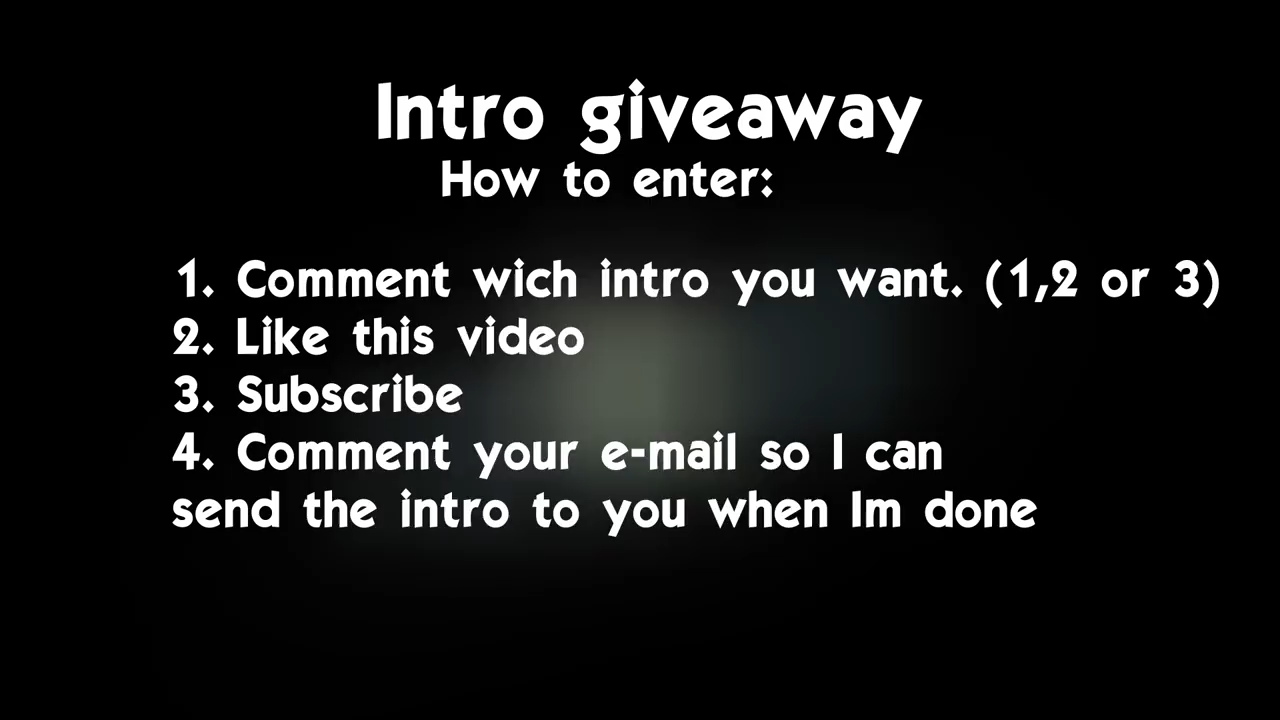 Intro giveaway
How to enter:
1. Comment wich intro you want. (1,2 or 3)
2. Like this video
3. Subscribe
4. Comment your e-mail so I can
send the intro to you when Im done